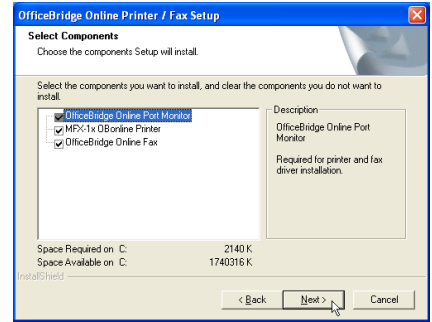 OfficeBridge Online Printer / Fax Setup
Select Components
Choose the components Setup will install.
Select the components you want to install, and clear the components you do not want to
install.
OfficeBridge Online Port Monitor
MFX-1x OBonline Printer
OfficeBridge Online Fax
Description
OfficeBridge Online Port
Monitor
Required for printer and fax
driver installation.
Space Required on C: 2140 K
Space Available on C: 1740316 K
InstallShield
< Back Next > Cancel